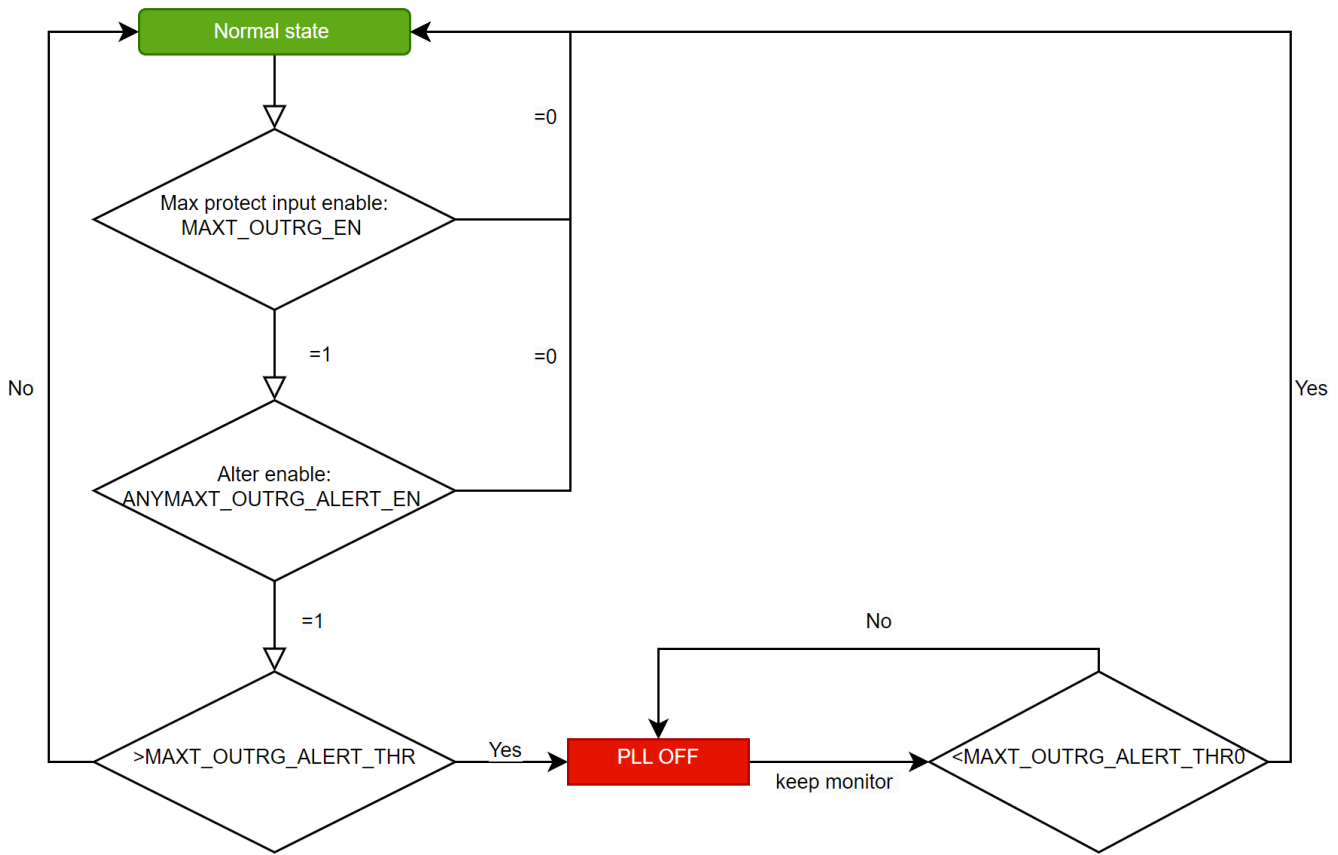 Normal state
=0
Max protect input enable:
MAXT_OUTRG_EN
=1
=0
No
Yes
Alter enable:
ANYMAXT_OUTRG_ALERT_EN
=1
No
>MAXT_OUTRG_ALERT_THR
Yes
PLL OFF
keep monitor
<MAXT_OUTRG_ALERT_THR0